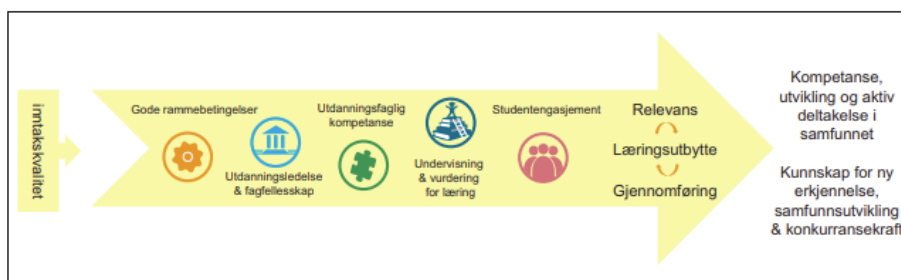 inntakskvalitet
Gode rammebetingelser
Utdanningsledelse
& fagfellesskap
Utdanningsfaglig
kompetanse
Undervisning
& vurdering
for læring
Studentengasjement
Relevans
Læringsutbytte
Gjennomføring
Kompetanse,
utvikling og aktiv
deltakelse i
samfunnet
Kunnskap for ny
erkjennelse,
samfunnsutvikling
& konkurransekraft